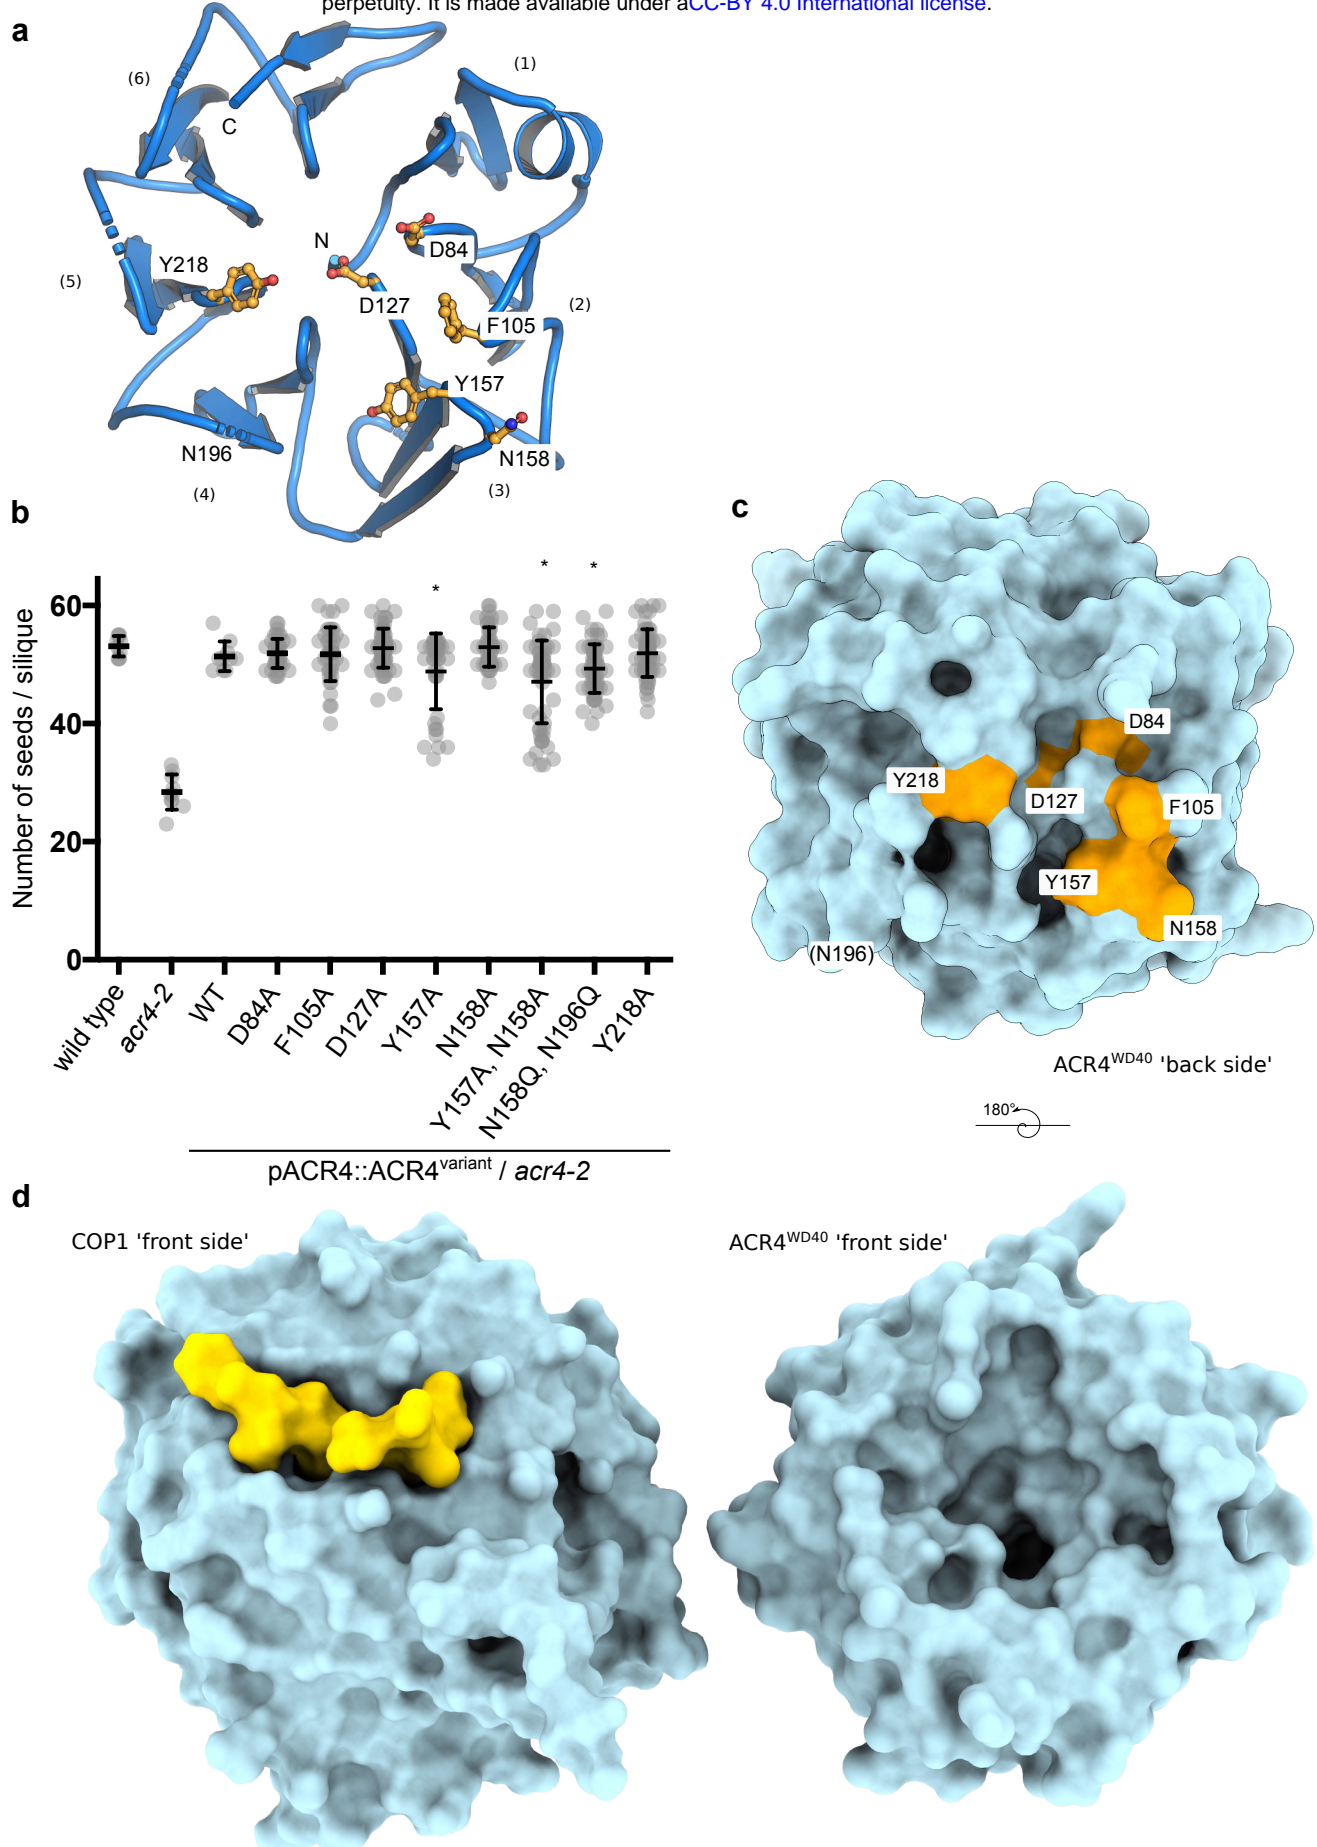 perpetuity. It is made available under aCC-BY 4.0 International license.
a
(6)
(1)
C
N
D84
Y218
(5)
D127
(2)
F105
Y157
N196
N158
(4)
(3)
b
Number of seeds / silique
60
40
20
0
* * *
wild type
acr4-2
WT
D84A
F105A
D127A
Y157A
N158A
Y157A, N158A
N158Q, N196Q
Y218A
pACR4::ACR4variant / acr4-2
c
D84
Y218
D127
F105
Y157
N158
(N196)
ACR4WD40 'back side'
180°
d
COP1 'front side'
ACR4WD40 'front side'